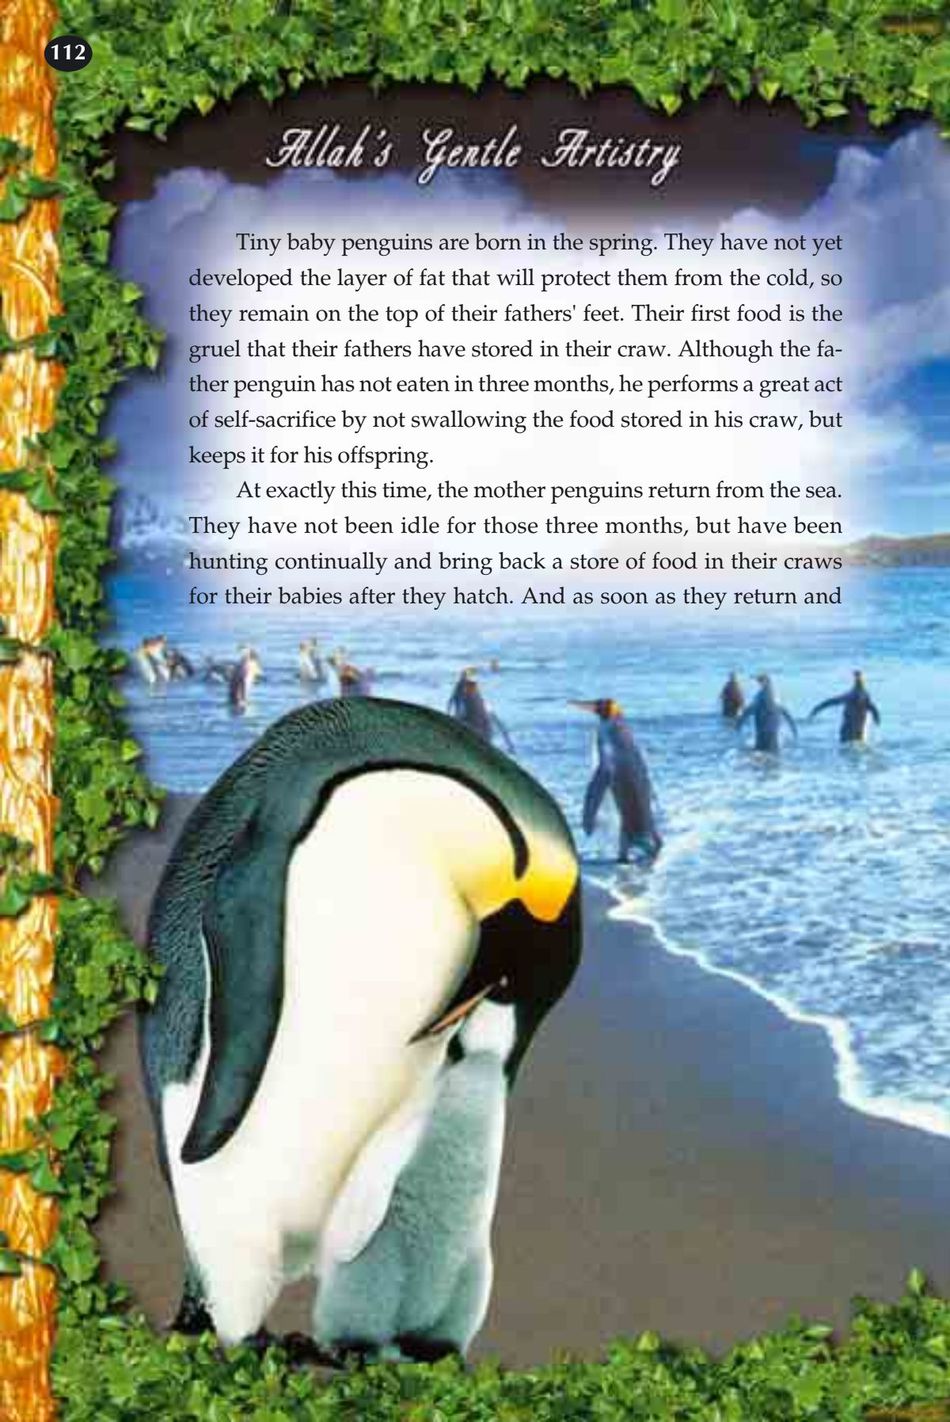 112
Allah's Gentle Artistry
Tiny baby penguins are born in the spring. They have not yet
developed the layer of fat that will protect them from the cold, so
they remain on the top of their fathers' feet. Their first food is the
gruel that their fathers have stored in their craw. Although the fa-
ther penguin has not eaten in three months, he performs a great act
of self-sacrifice by not swallowing the food stored in his craw, but
keeps it for his offspring.
At exactly this time, the mother penguins return from the sea.
They have not been idle for those three months, but have been
hunting continually and bring back a store of food in their craws
for their babies after they hatch. And as soon as they return and